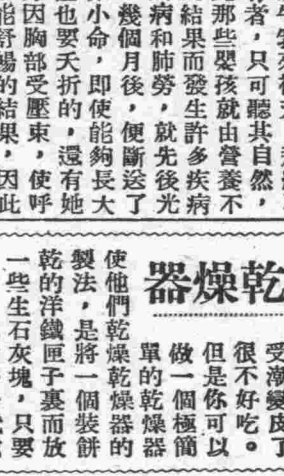 者，只可聽其自然，
那些嬰孩就由營養不
結果而發生許多疾病
病和肺勞，就先後光
幾個月後，便斷送了
小命，即使能夠長大
也要夭折的，還有她
因胸部受壓束，使呼
能舒暢的結果，因此
乾燥器
受漸變皮了
很不好吃。
但是你可以
做一個極簡
單的乾燥器
使他們乾燥乾燥器的
製法，是將一個裝餅
乾的洋鐵匣子裏而放
一些生石灰塊，只要